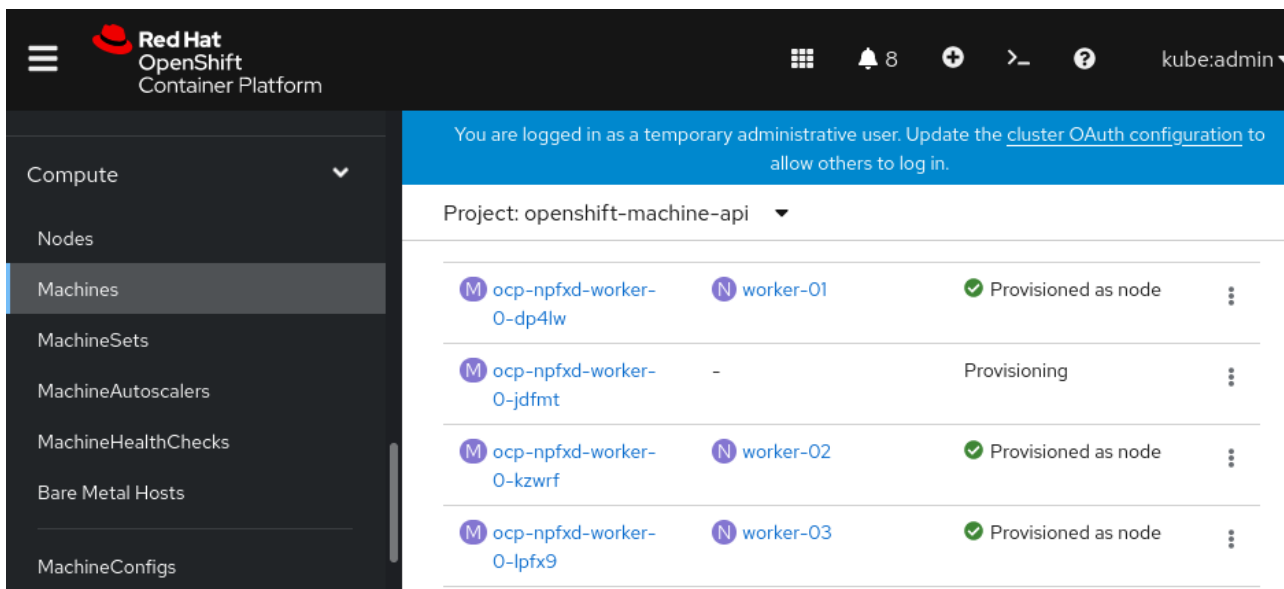 Red Hat
OpenShift
Container Platform
8
kube:admin
You are logged in as a temporary administrative user. Update the cluster OAuth configuration to
allow others to log in.
Project: openshift-machine-api
Compute
Nodes
Machines
MachineSets
MachineAutoscalers
MachineHealthChecks
Bare Metal Hosts
MachineConfigs
M ocp-npfxd-worker-
0-dp4lw
N worker-01
Provisioned as node
M ocp-npfxd-worker-
0-jdfmt
-
Provisioning
M ocp-npfxd-worker-
0-kzwrf
N worker-02
Provisioned as node
M ocp-npfxd-worker-
0-lpfx9
N worker-03
Provisioned as node